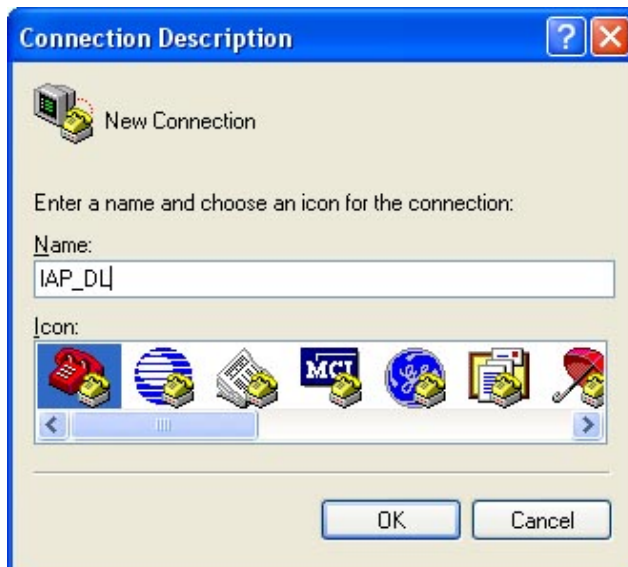 Connection Description
New Connection
Enter a name and choose an icon for the connection:
Name:
IAP_DL
Icon:
MCI
OK
Cancel